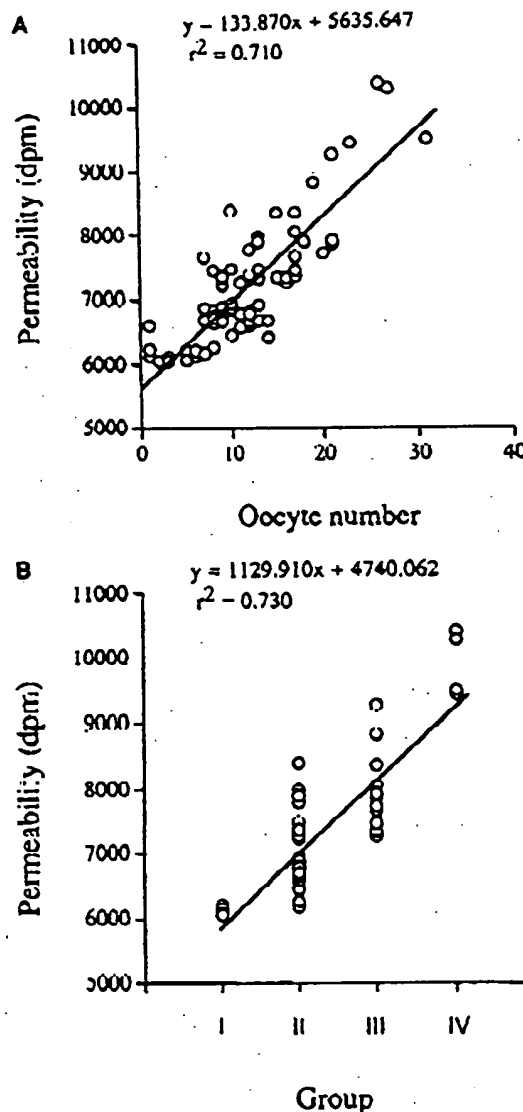 A
y – 133.870x + 5635.647
r² = 0.710
11000
10000
9000
8000
7000
6000
5000
Permeability (dpm)
0 10 20 30 40
Oocyte number
B
y = 1129.910x + 4740.062
r² – 0.730
11000
10000
9000
8000
7000
6000
5000
Permeability (dpm)
I II III IV
Group